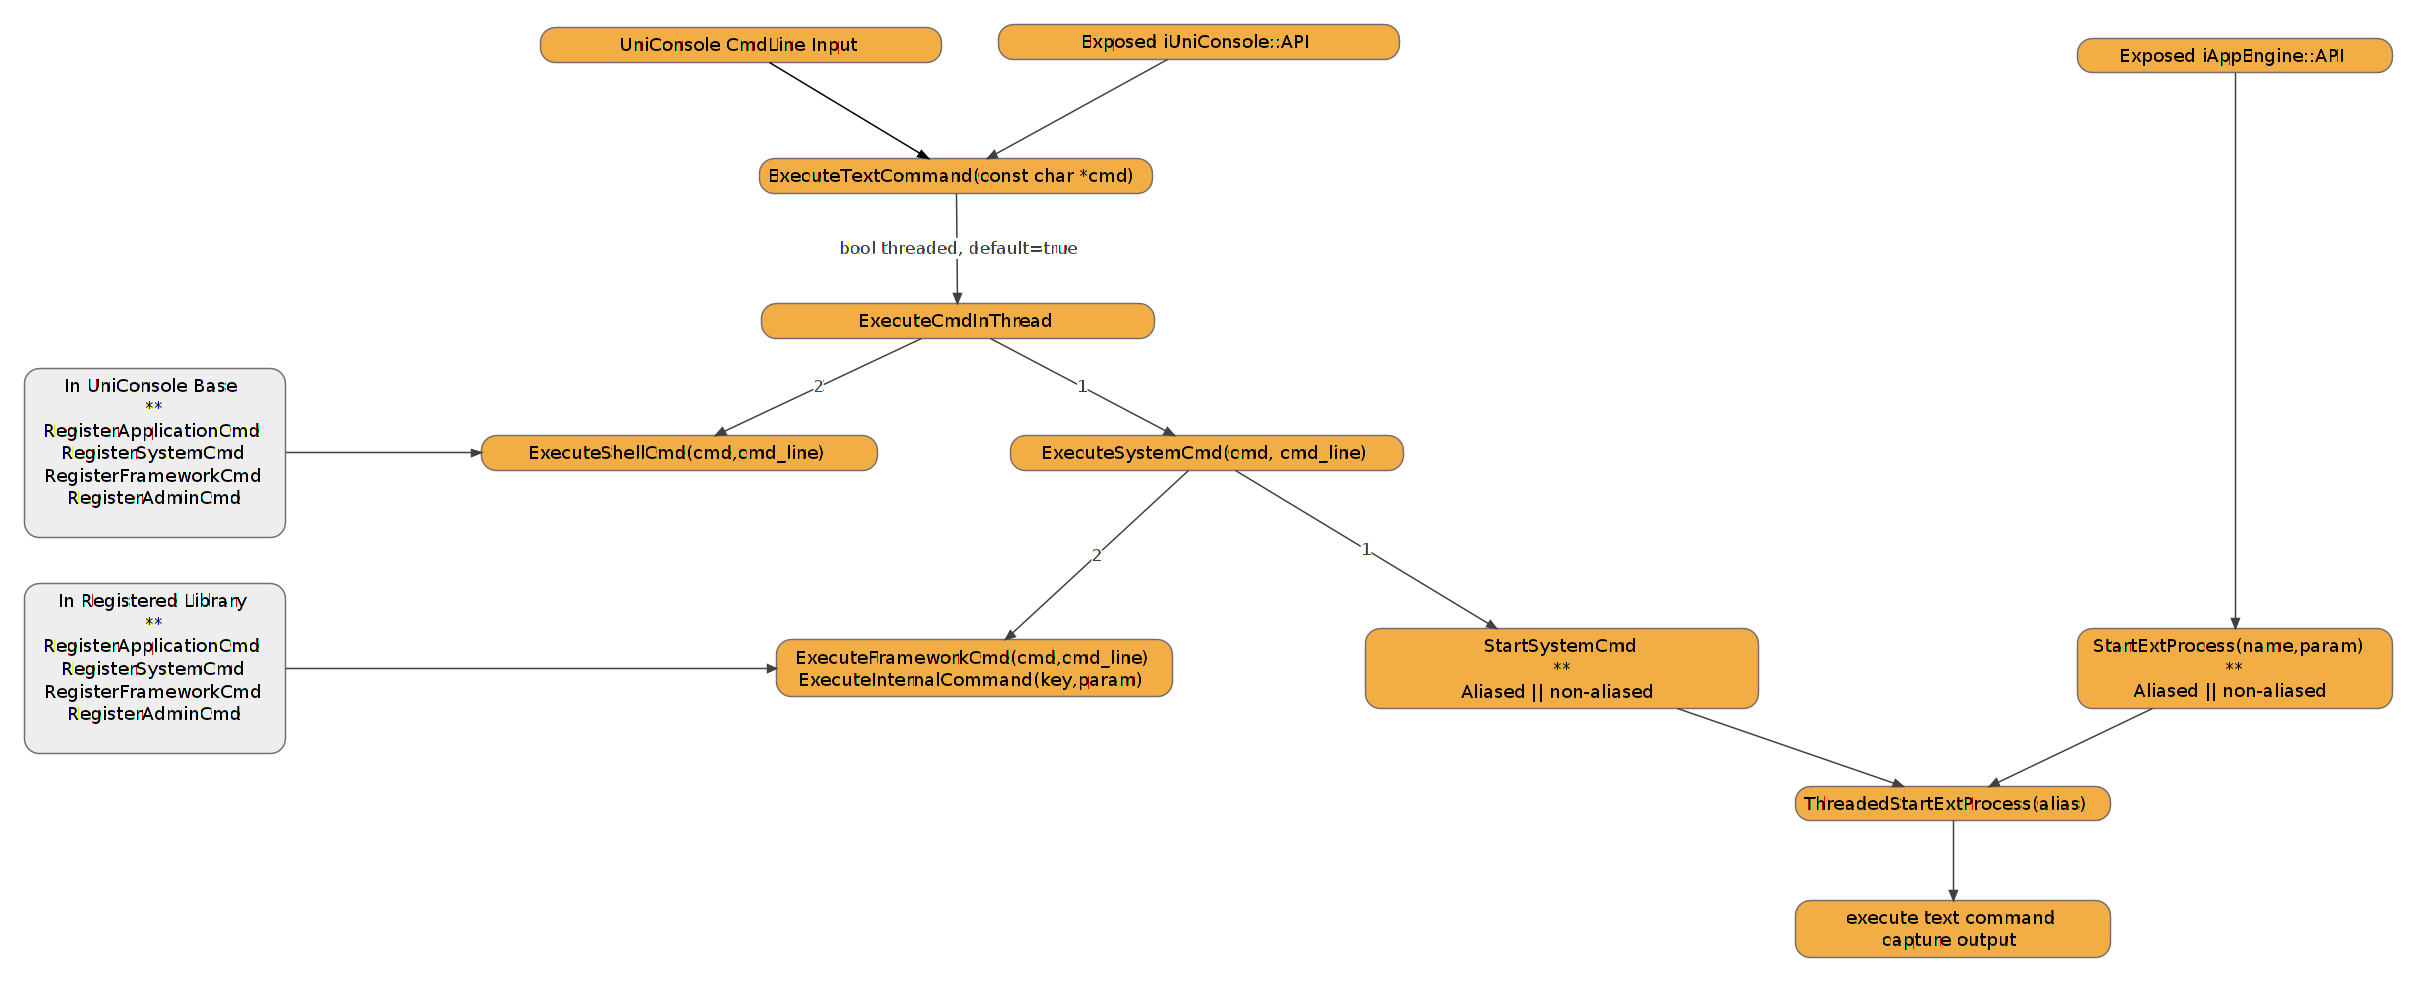 UniConsole CmdLine Input
Exposed iUniConsole::API
Exposed iAppEngine::API
ExecuteTextCommand(const char *cmd)
bool threaded, default=true
ExecuteCmdInThread
2
1
In UniConsole Base
**
RegisterApplicationCmd
RegisterSystemCmd
RegisterFrameworkCmd
RegisterAdminCmd
ExecuteShellCmd(cmd,cmd_line)
ExecuteSystemCmd(cmd, cmd_line)
2
1
In Registered Library
**
RegisterApplicationCmd
RegisterSystemCmd
RegisterFrameworkCmd
RegisterAdminCmd
ExecuteFrameworkCmd(cmd,cmd_line)
ExecuteInternalCommand(key,param)
StartSystemCmd
**
Aliased || non-aliased
StartExtProcess(name,param)
**
Aliased || non-aliased
ThreadedStartExtProcess(alias)
execute text command
capture output